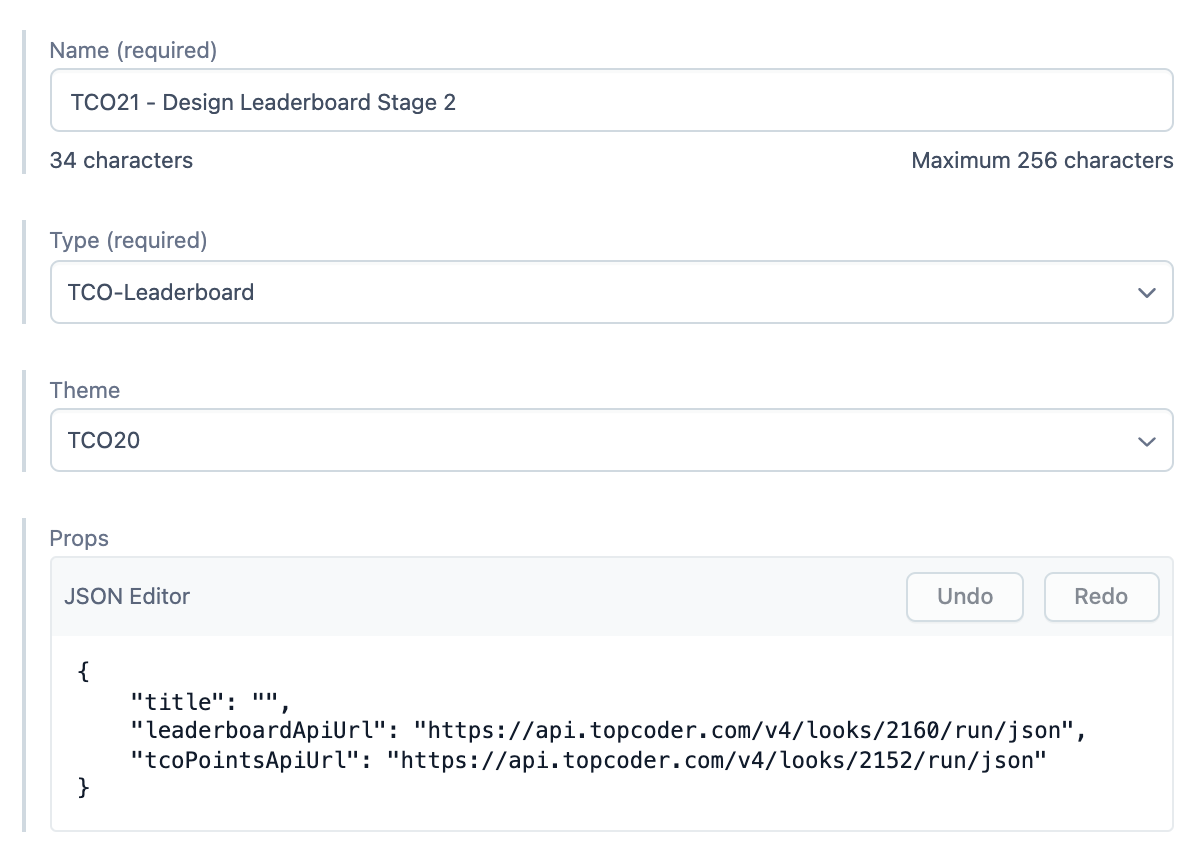 Name (required)
TCO21 - Design Leaderboard Stage 2
34 characters Maximum 256 characters
Type (required)
TCO-Leaderboard
Theme
TCO20
Props
JSON Editor Undo Redo
{
    "title": "",
    "leaderboardApiUrl": "https://api.topcoder.com/v4/looks/2160/run/json",
    "tcoPointsApiUrl": "https://api.topcoder.com/v4/looks/2152/run/json"
}